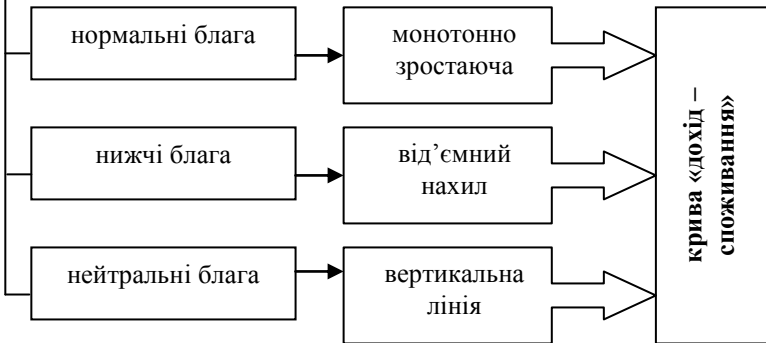 нормальні блага
монотонно
зростаюча
нижчі блага
від’ємний
нахил
нейтральні блага
вертикальна
лінія
крива «дохід –
споживання»